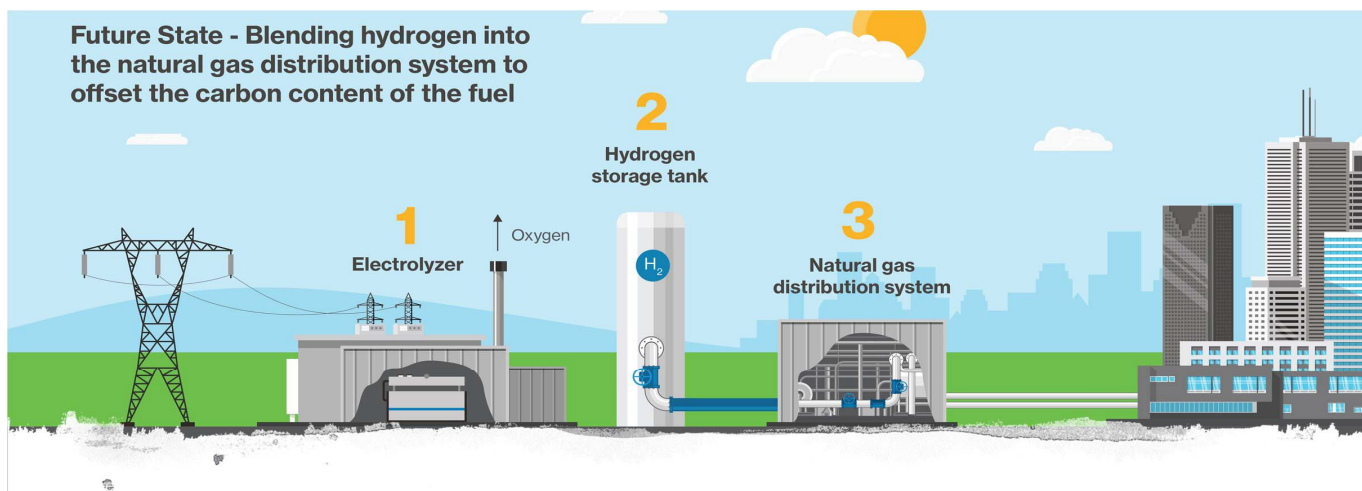 Future State - Blending hydrogen into
the natural gas distribution system to
offset the carbon content of the fuel
1
Electrolyzer
Oxygen
2
Hydrogen
storage tank
H₂
3
Natural gas
distribution system